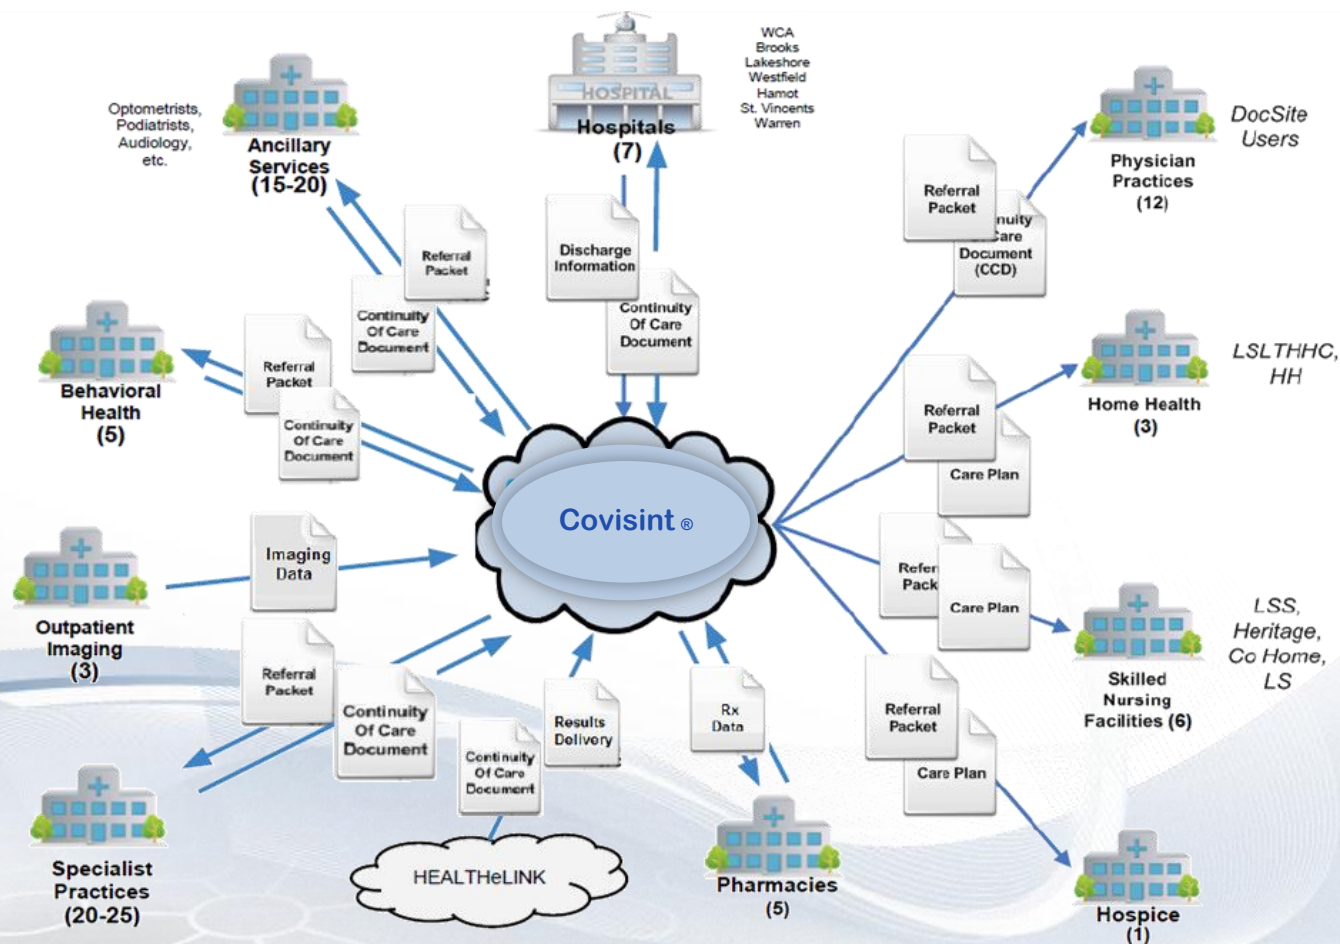 WCA
Brooks
Lakeshore
Westfield
Hamot
St. Vincents
Warren
HOSPITAL
Hospitals
(7)
Optometrists,
Podiatrists,
Audiology,
etc.
Ancillary
Services
(15-20)
DocSite
Users
Physician
Practices
(12)
Referral
Packet
Continuity
Of Care
Document
Discharge
Information
Continuity
Of Care
Document
Referral
Packet
nuity
Of Care
Document
(CCD)
Behavioral
Health
(5)
Referral
Packet
Continuity
Of Care
Document
LSLTHHC,
HH
Home Health
(3)
Referral
Packet
Care Plan
Covisint ®
Outpatient
Imaging
(3)
Imaging
Data
Refer
Pack
Care Plan
LSS,
Heritage,
Co Home,
LS
Skilled
Nursing
Facilities (6)
Referral
Packet
Continuity
Of Care
Document
Continuity
Of Care
Document
Results
Delivery
Rx
Data
Referral
Packet
Care Plan
Specialist
Practices
(20-25)
HEALTHeLINK
Pharmacies
(5)
Hospice
(1)